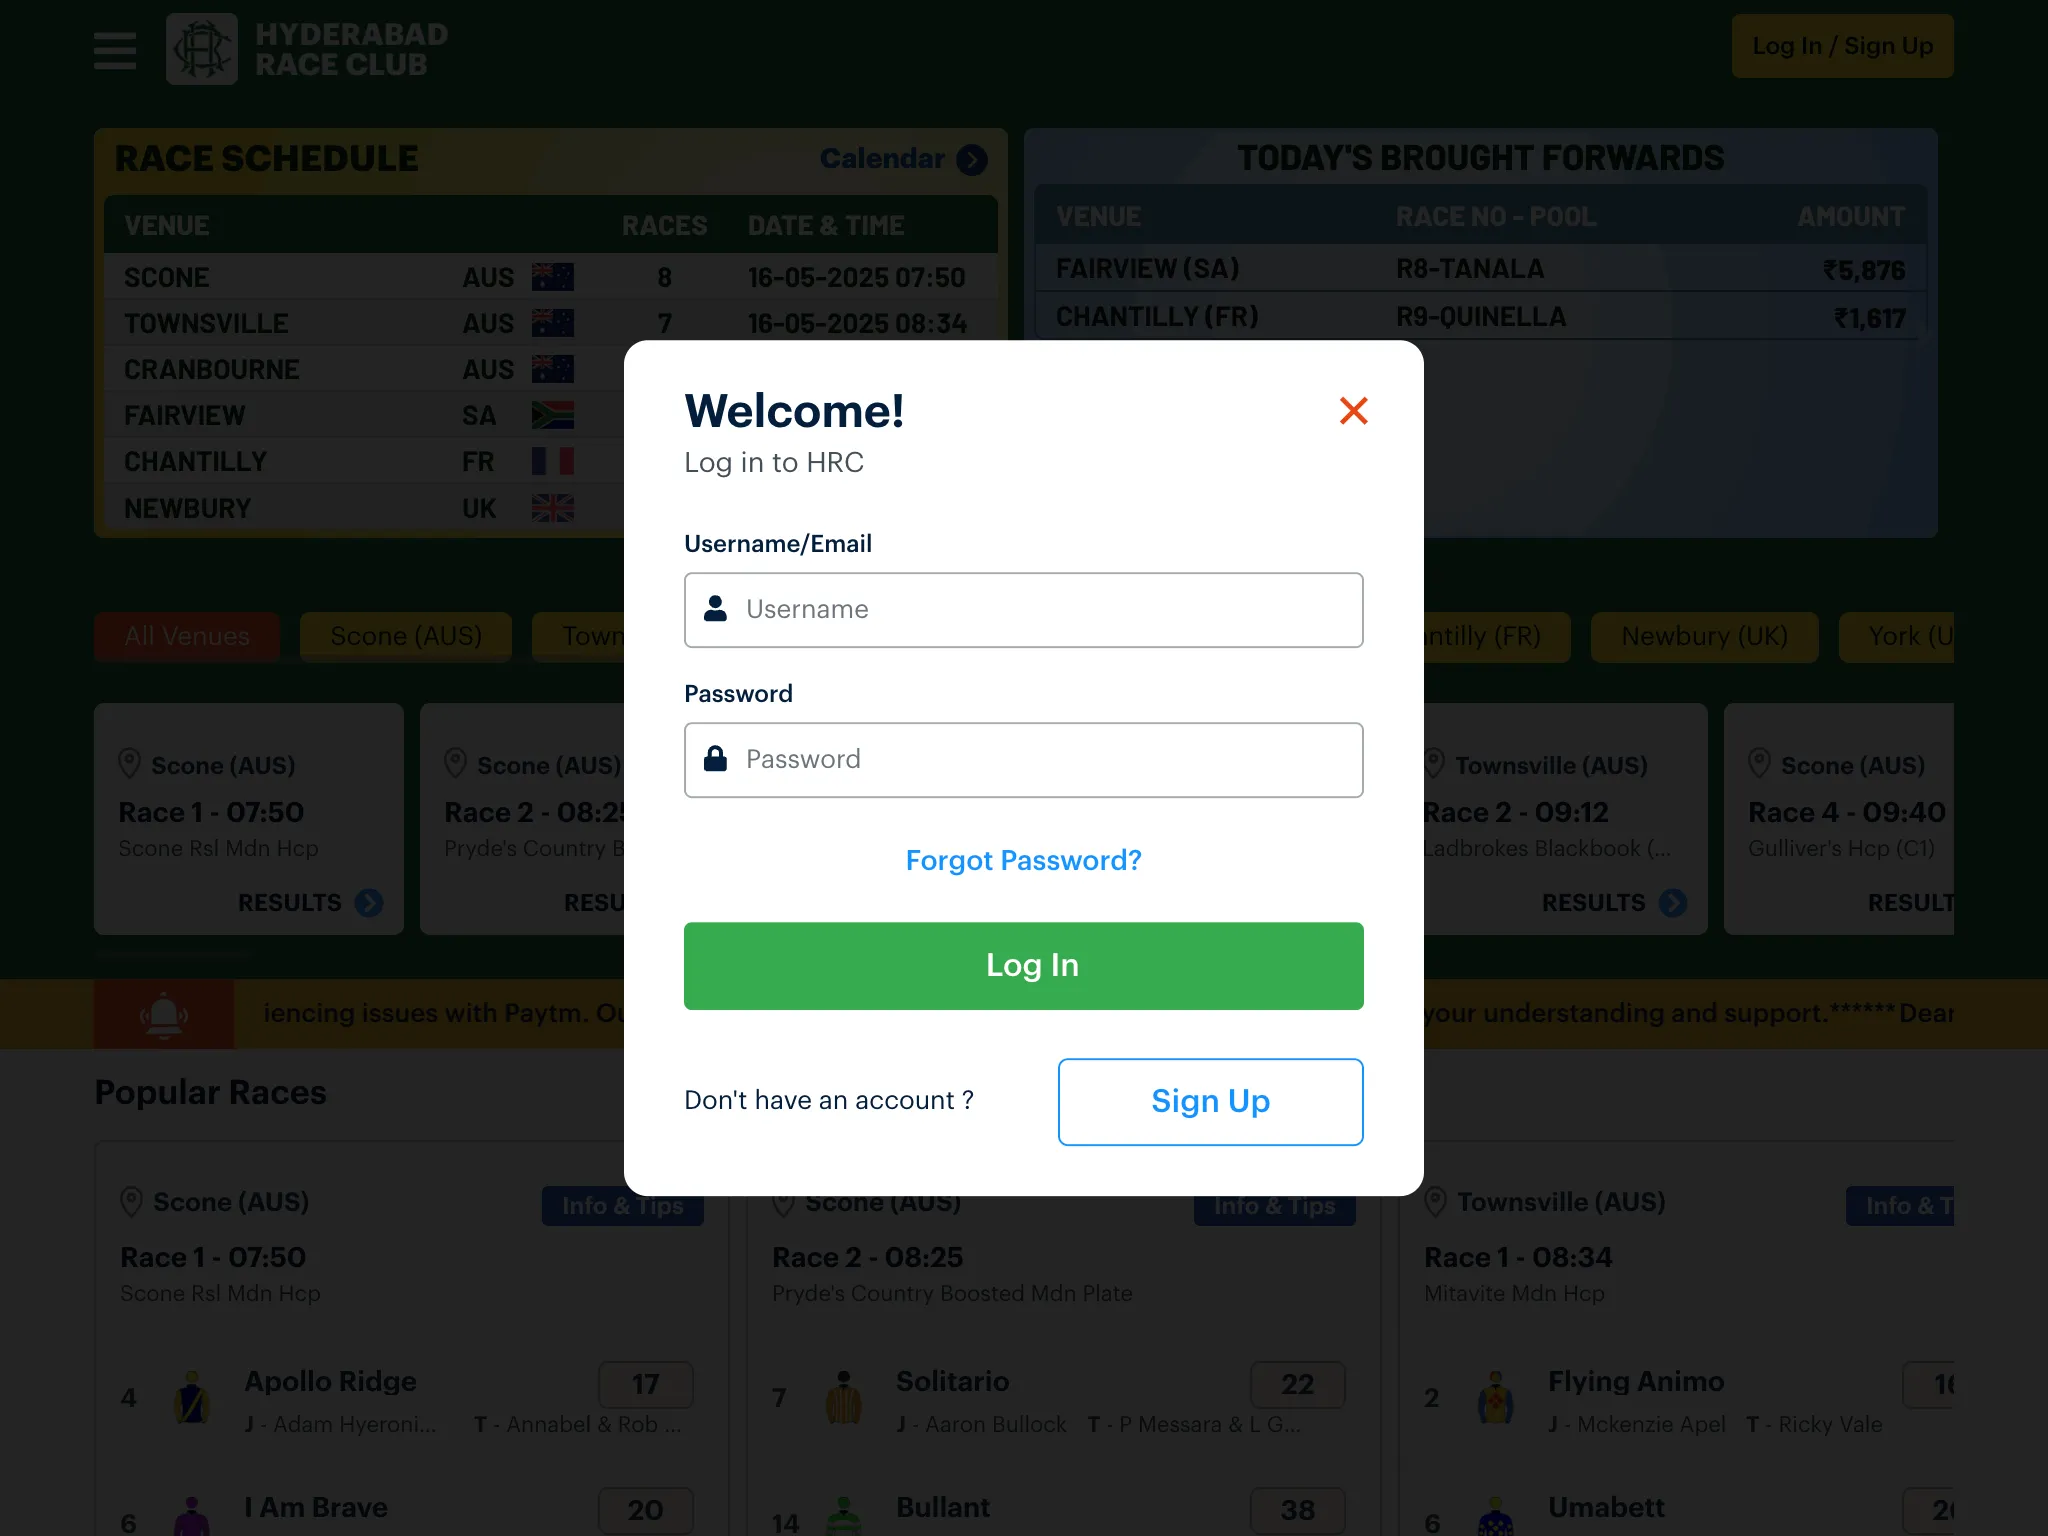 HYDERABAD
RACE CLUB
Log In / Sign Up
RACE SCHEDULE
Calendar
VENUE RACES DATE & TIME
SCONE AUS 8 16-05-2025 07:50
TOWNSVILLE AUS 7 16-05-2025 08:34
CRANBOURNE AUS
FAIRVIEW SA
CHANTILLY FR
NEWBURY UK
TODAY'S BROUGHT FORWARDS
VENUE RACE NO - POOL AMOUNT
FAIRVIEW (SA) R8-TANALA ₹5,876
CHANTILLY (FR) R9-QUINELLA ₹1,617
Welcome!
Log in to HRC
Username/Email
Username
Password
Password
Forgot Password?
Log In
Don't have an account ?
Sign Up
All Venues Scone (AUS) Town ntilly (FR) Newbury (UK) York (U
Scone (AUS)
Race 1 - 07:50
Scone Rsl Mdn Hcp
RESULTS
Scone (AUS)
Race 2 - 08:25
Pryde's Country B
RESU
Townsville (AUS)
Race 2 - 09:12
Ladbrokes Blackbook (...
RESULTS
Scone (AUS)
Race 4 - 09:40
Gulliver's Hcp (C1)
RESULT
iencing issues with Paytm. Ou your understanding and support.******Dear
Popular Races
Scone (AUS)
Info & Tips
Race 1 - 07:50
Scone Rsl Mdn Hcp
4 Apollo Ridge 17
J - Adam Hyeroni... T - Annabel & Rob ...
6 I Am Brave 20
Scone (AUS)
Info & Tips
Race 2 - 08:25
Pryde's Country Boosted Mdn Plate
7 Solitario 22
J - Aaron Bullock T - P Messara & L G...
14 Bullant 38
Townsville (AUS)
Info & T
Race 1 - 08:34
Mitavite Mdn Hcp
2 Flying Animo
J - Mckenzie Apel T - Ricky Vale
6 Umabett